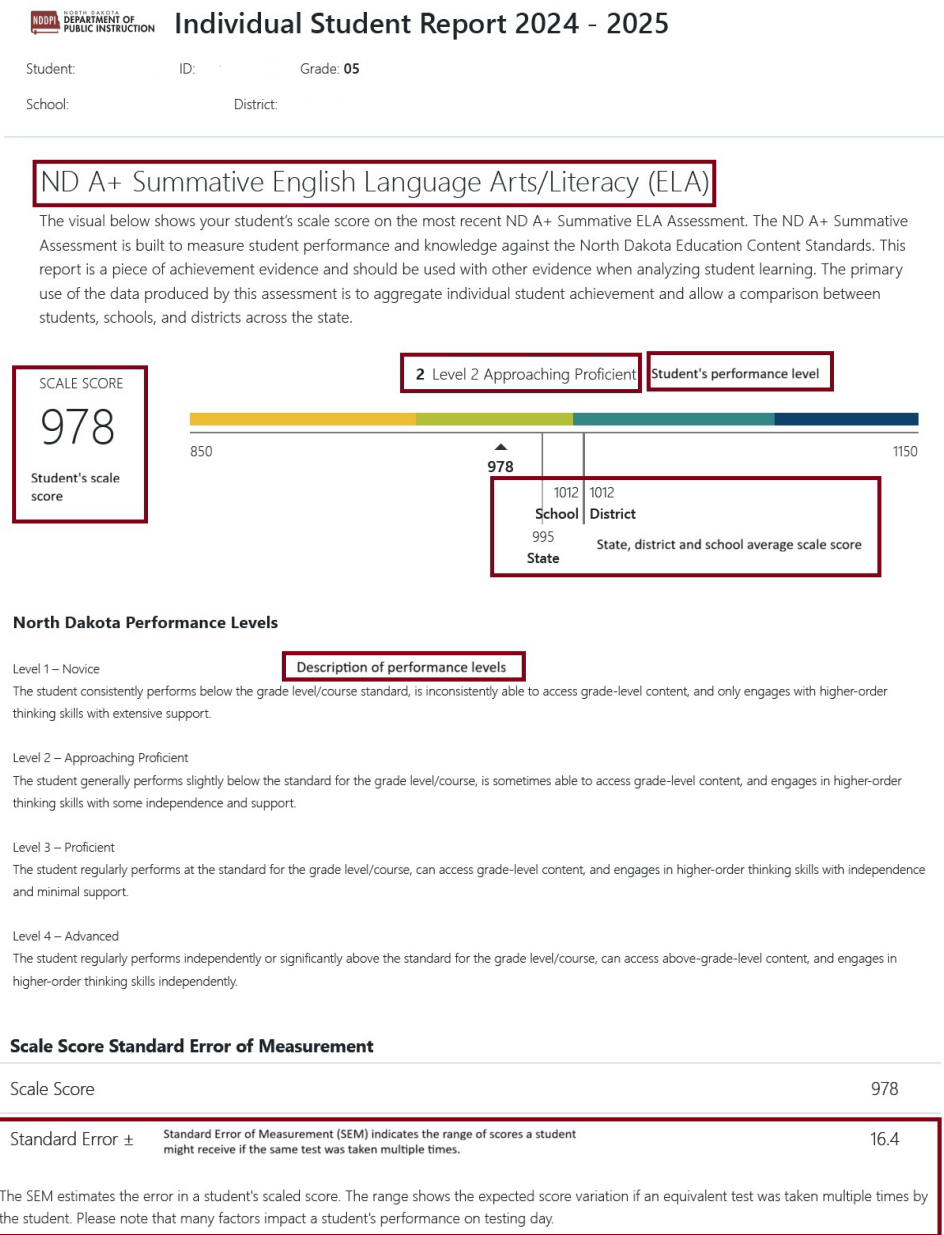 NDDPI
NORTH DAKOTA
DEPARTMENT OF
PUBLIC INSTRUCTION
Individual Student Report 2024 - 2025
Student: ID: Grade: 05
School: District:
ND A+ Summative English Language Arts/Literacy (ELA)
The visual below shows your student's scale score on the most recent ND A+ Summative ELA Assessment. The ND A+ Summative
Assessment is built to measure student performance and knowledge against the North Dakota Education Content Standards. This
report is a piece of achievement evidence and should be used with other evidence when analyzing student learning. The primary
use of the data produced by this assessment is to aggregate individual student achievement and allow a comparison between
students, schools, and districts across the state.
SCALE SCORE
978
Student's scale
score
2 Level 2 Approaching Proficient
Student's performance level
850
1150
978
1012 1012
School District
995
State
State, district and school average scale score
North Dakota Performance Levels
Level 1 – Novice
Description of performance levels
The student consistently performs below the grade level/course standard, is inconsistently able to access grade-level content, and only engages with higher-order
thinking skills with extensive support.
Level 2 – Approaching Proficient
The student generally performs slightly below the standard for the grade level/course, is sometimes able to access grade-level content, and engages in higher-order
thinking skills with some independence and support.
Level 3 – Proficient
The student regularly performs at the standard for the grade level/course, can access grade-level content, and engages in higher-order thinking skills with independence
and minimal support.
Level 4 – Advanced
The student regularly performs independently or significantly above the standard for the grade level/course, can access above-grade-level content, and engages in
higher-order thinking skills independently.
Scale Score Standard Error of Measurement
Scale Score 978
Standard Error ±
Standard Error of Measurement (SEM) indicates the range of scores a student
might receive if the same test was taken multiple times.
16.4
The SEM estimates the error in a student's scaled score. The range shows the expected score variation if an equivalent test was taken multiple times by
the student. Please note that many factors impact a student's performance on testing day.